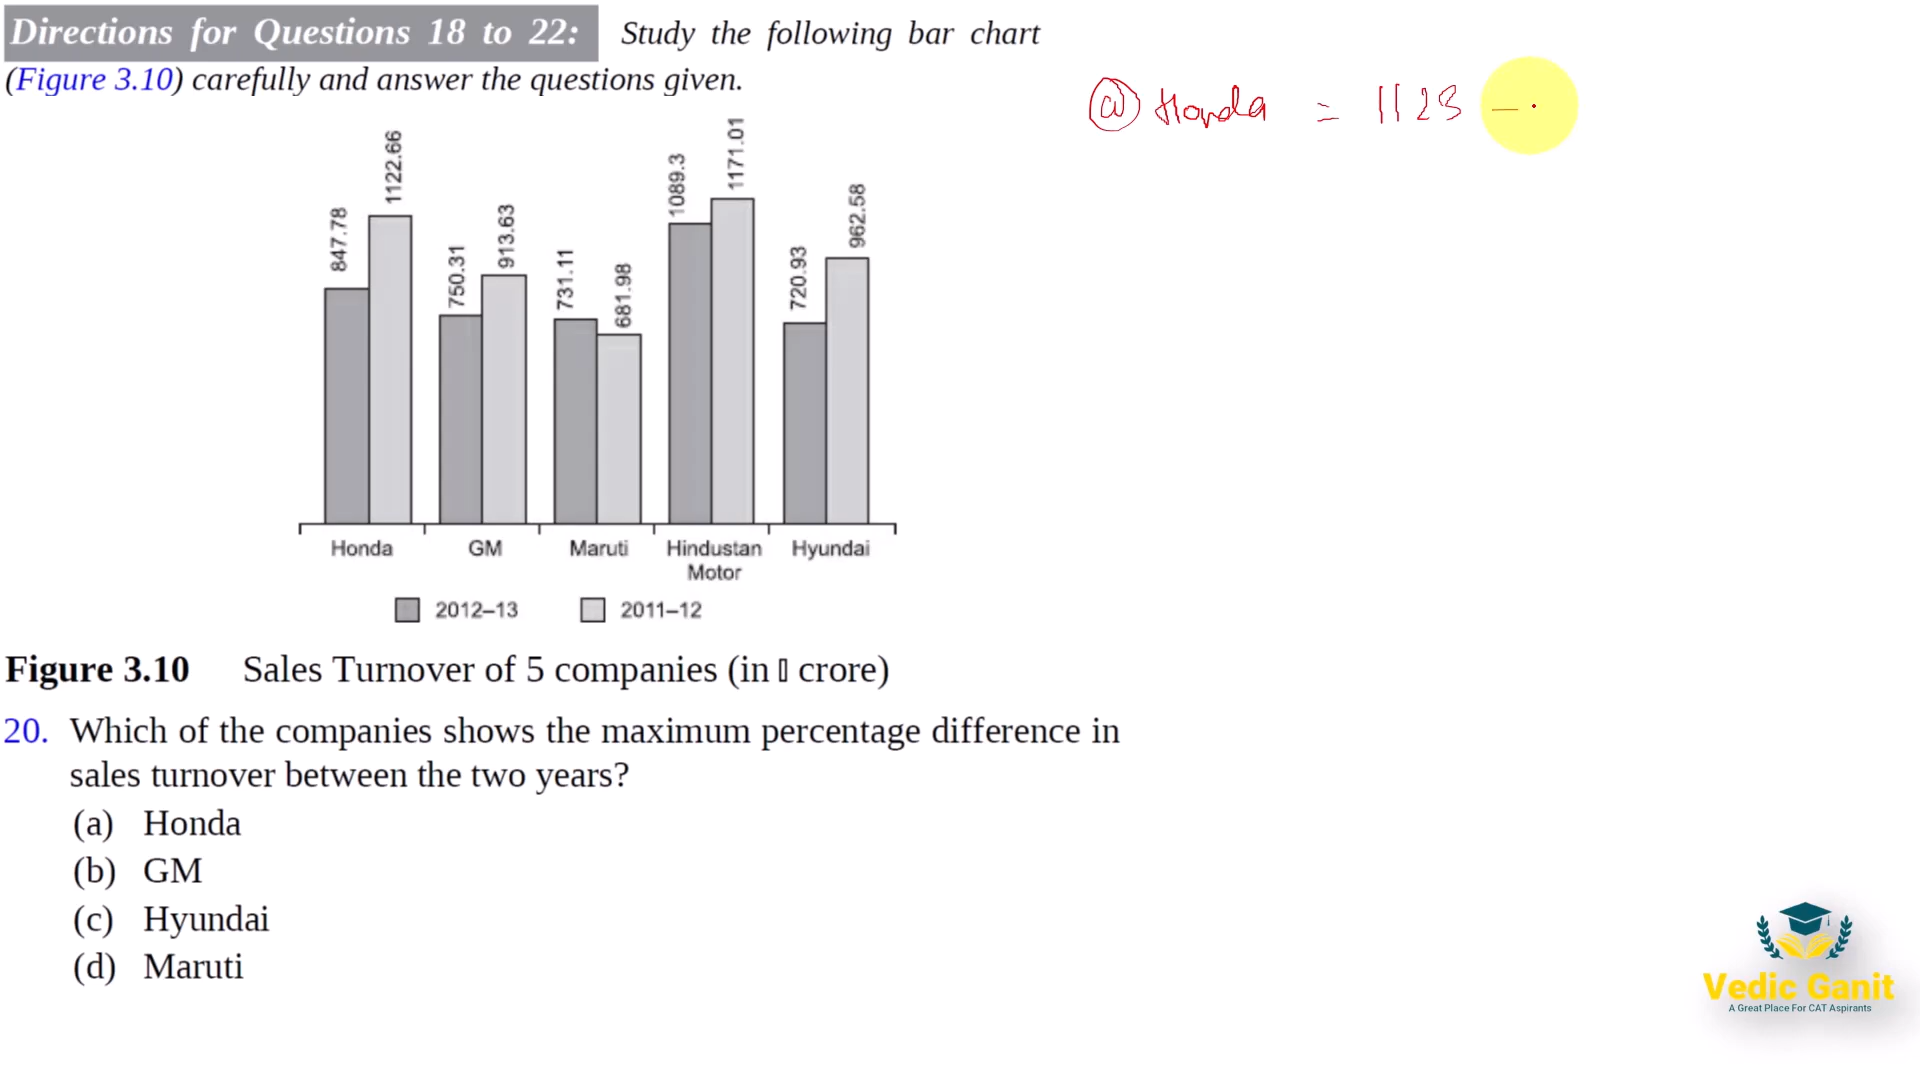 Directions for Questions 18 to 22: Study the following bar chart
(Figure 3.10) carefully and answer the questions given.
ⓐ Honda = 1123 –
847.78
1122.66
750.31
913.63
731.11
681.98
1089.3
1171.01
720.93
962.58
Honda
GM
Maruti
Hindustan
Motor
Hyundai
2012–13
2011–12
Figure 3.10 Sales Turnover of 5 companies (in ▯ crore)
20. Which of the companies shows the maximum percentage difference in
sales turnover between the two years?
(a) Honda
(b) GM
(c) Hyundai
(d) Maruti
Vedic Ganit
A Great Place For CAT Aspirants